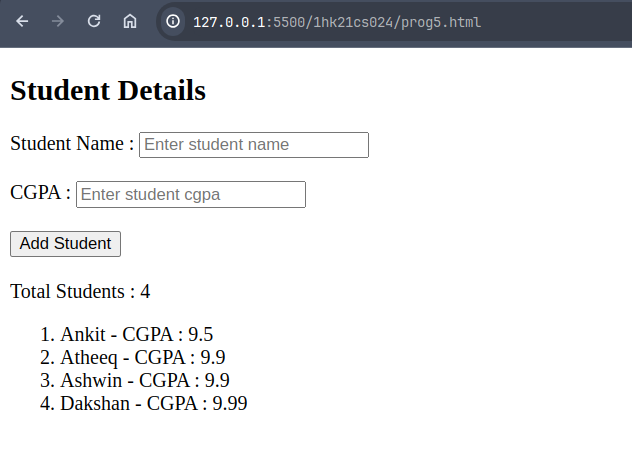 127.0.0.1:5500/1hk21cs024/prog5.html
Student Details
Student Name : Enter student name
CGPA : Enter student cgpa
Add Student
Total Students : 4
1. Ankit - CGPA : 9.5
2. Atheeq - CGPA : 9.9
3. Ashwin - CGPA : 9.9
4. Dakshan - CGPA : 9.99